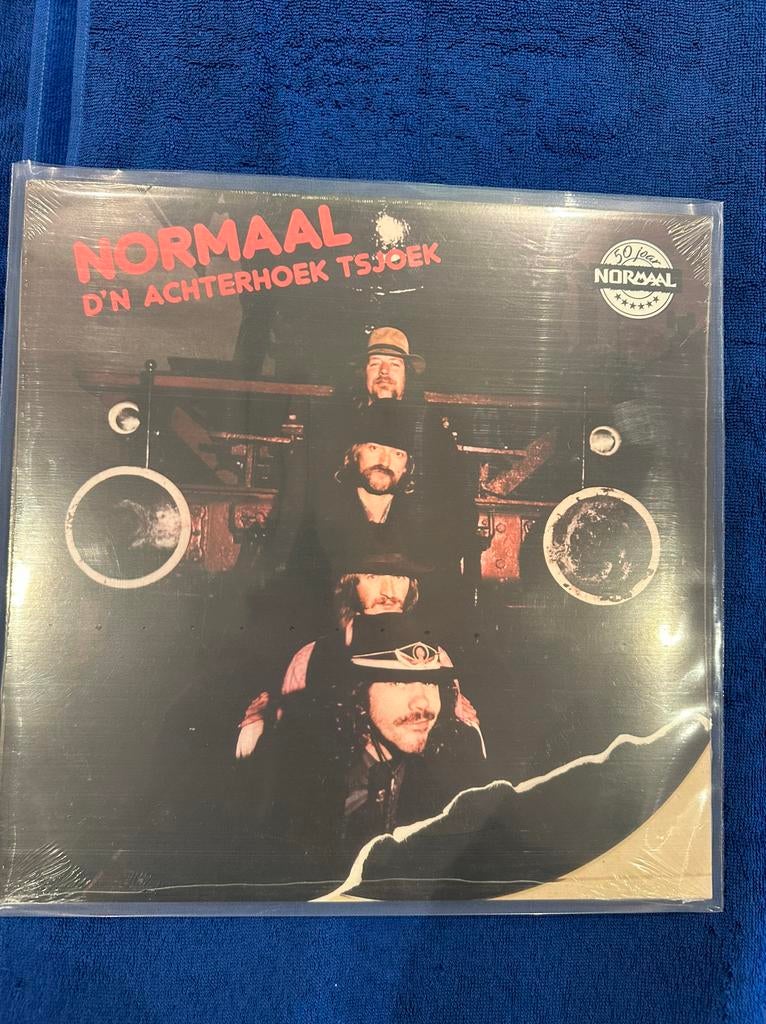 NORMAAL
D'N ACHTERHOEK TSJOEK
50 jaar
NORMAAL